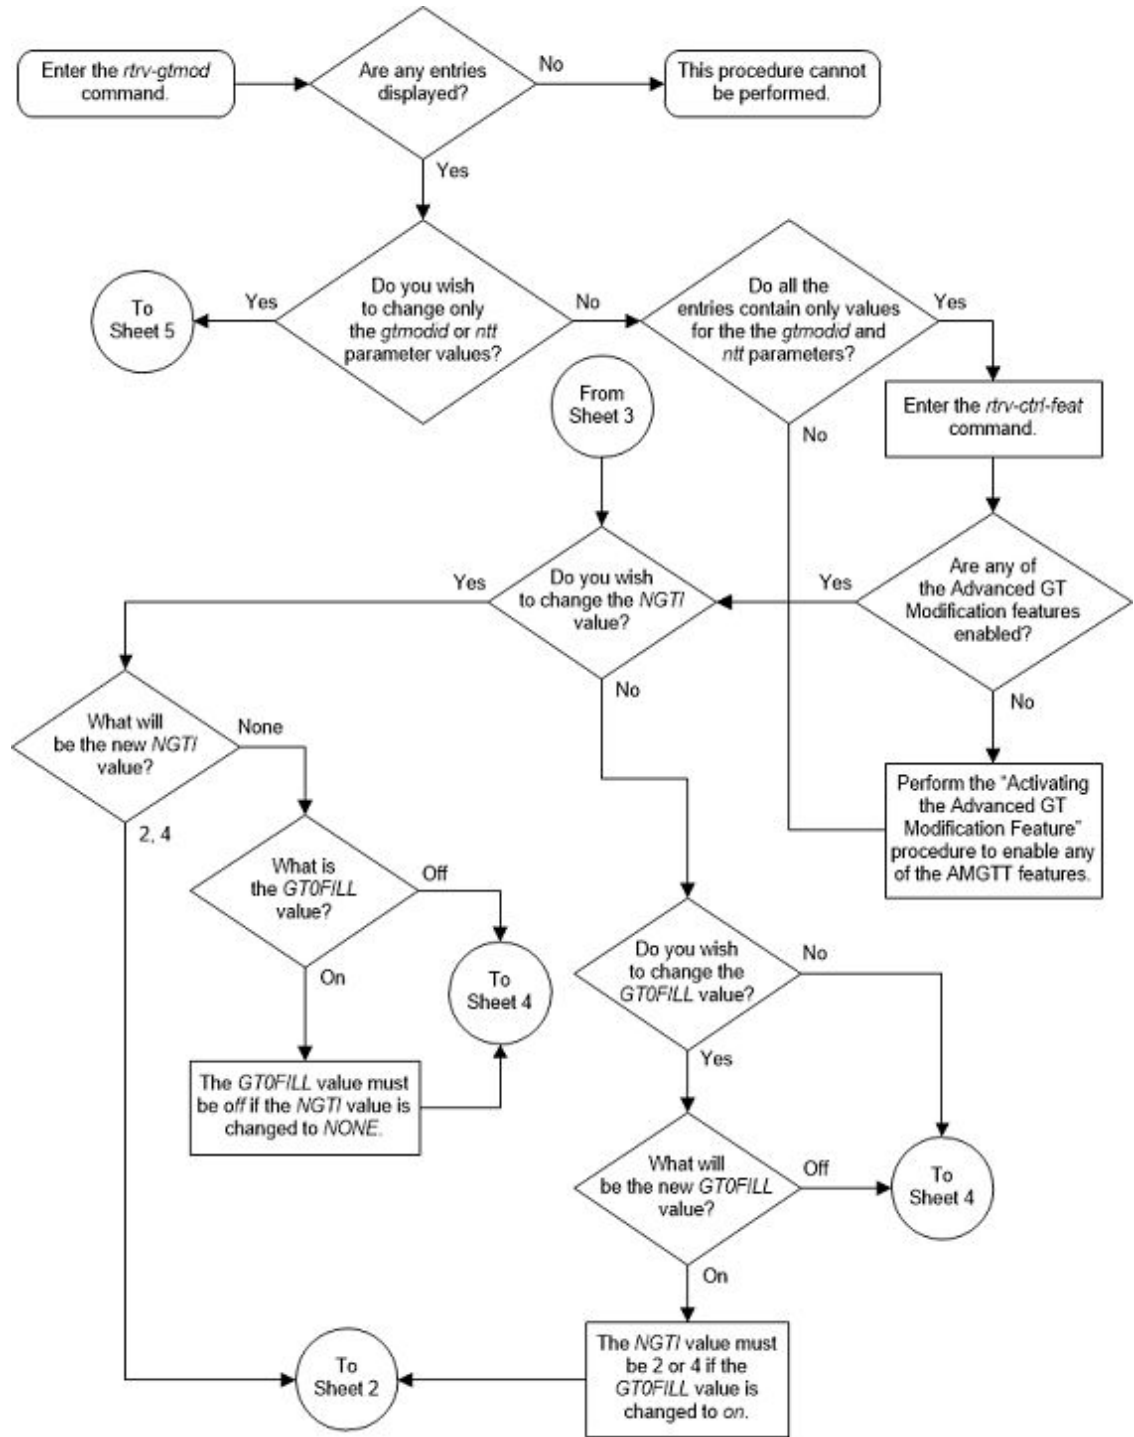 Enter the rtrv-gtmod
command.
Are any entries
displayed?
No
This procedure cannot
be performed.
Yes
To
Sheet 5
Yes
Do you wish
to change only
the gtmodid or ntt
parameter values?
No
Do all the
entries contain only values
for the the gtmodid and
ntt parameters?
Yes
From
Sheet 3
Enter the rtrv-ctrl-feat
command.
No
Yes
Do you wish
to change the NGTI
value?
Yes
Are any of
the Advanced GT
Modification features
enabled?
No
No
What will
be the new NGTI
value?
None
2, 4
Perform the "Activating
the Advanced GT
Modification Feature"
procedure to enable any
of the AMGTT features.
What is
the GT0FILL
value?
Off
On
To
Sheet 4
Do you wish
to change the
GT0FILL value?
No
Yes
The GT0FILL value must
be off if the NGTI value is
changed to NONE.
What will
be the new GT0FILL
value?
Off
To
Sheet 4
On
To
Sheet 2
The NGTI value must
be 2 or 4 if the
GT0FILL value is
changed to on.